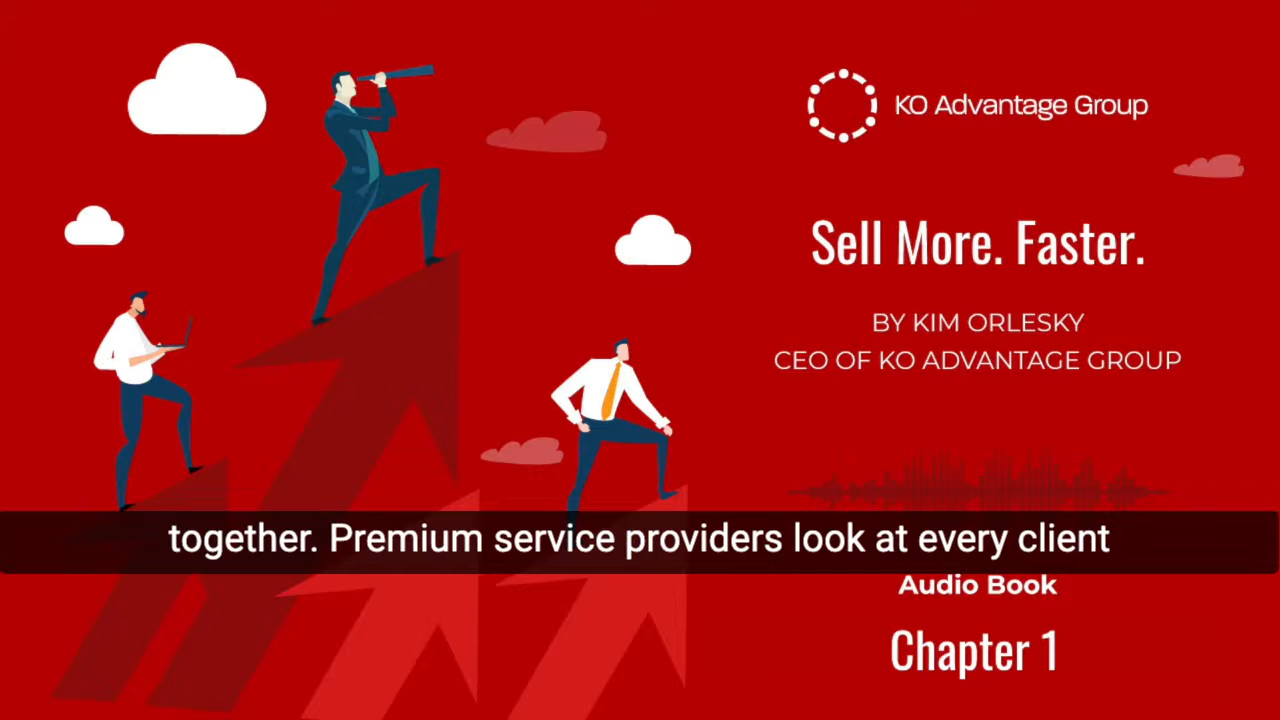 KO Advantage Group
Sell More. Faster.
BY KIM ORLESKY
CEO OF KO ADVANTAGE GROUP
together. Premium service providers look at every client
Audio Book
Chapter 1